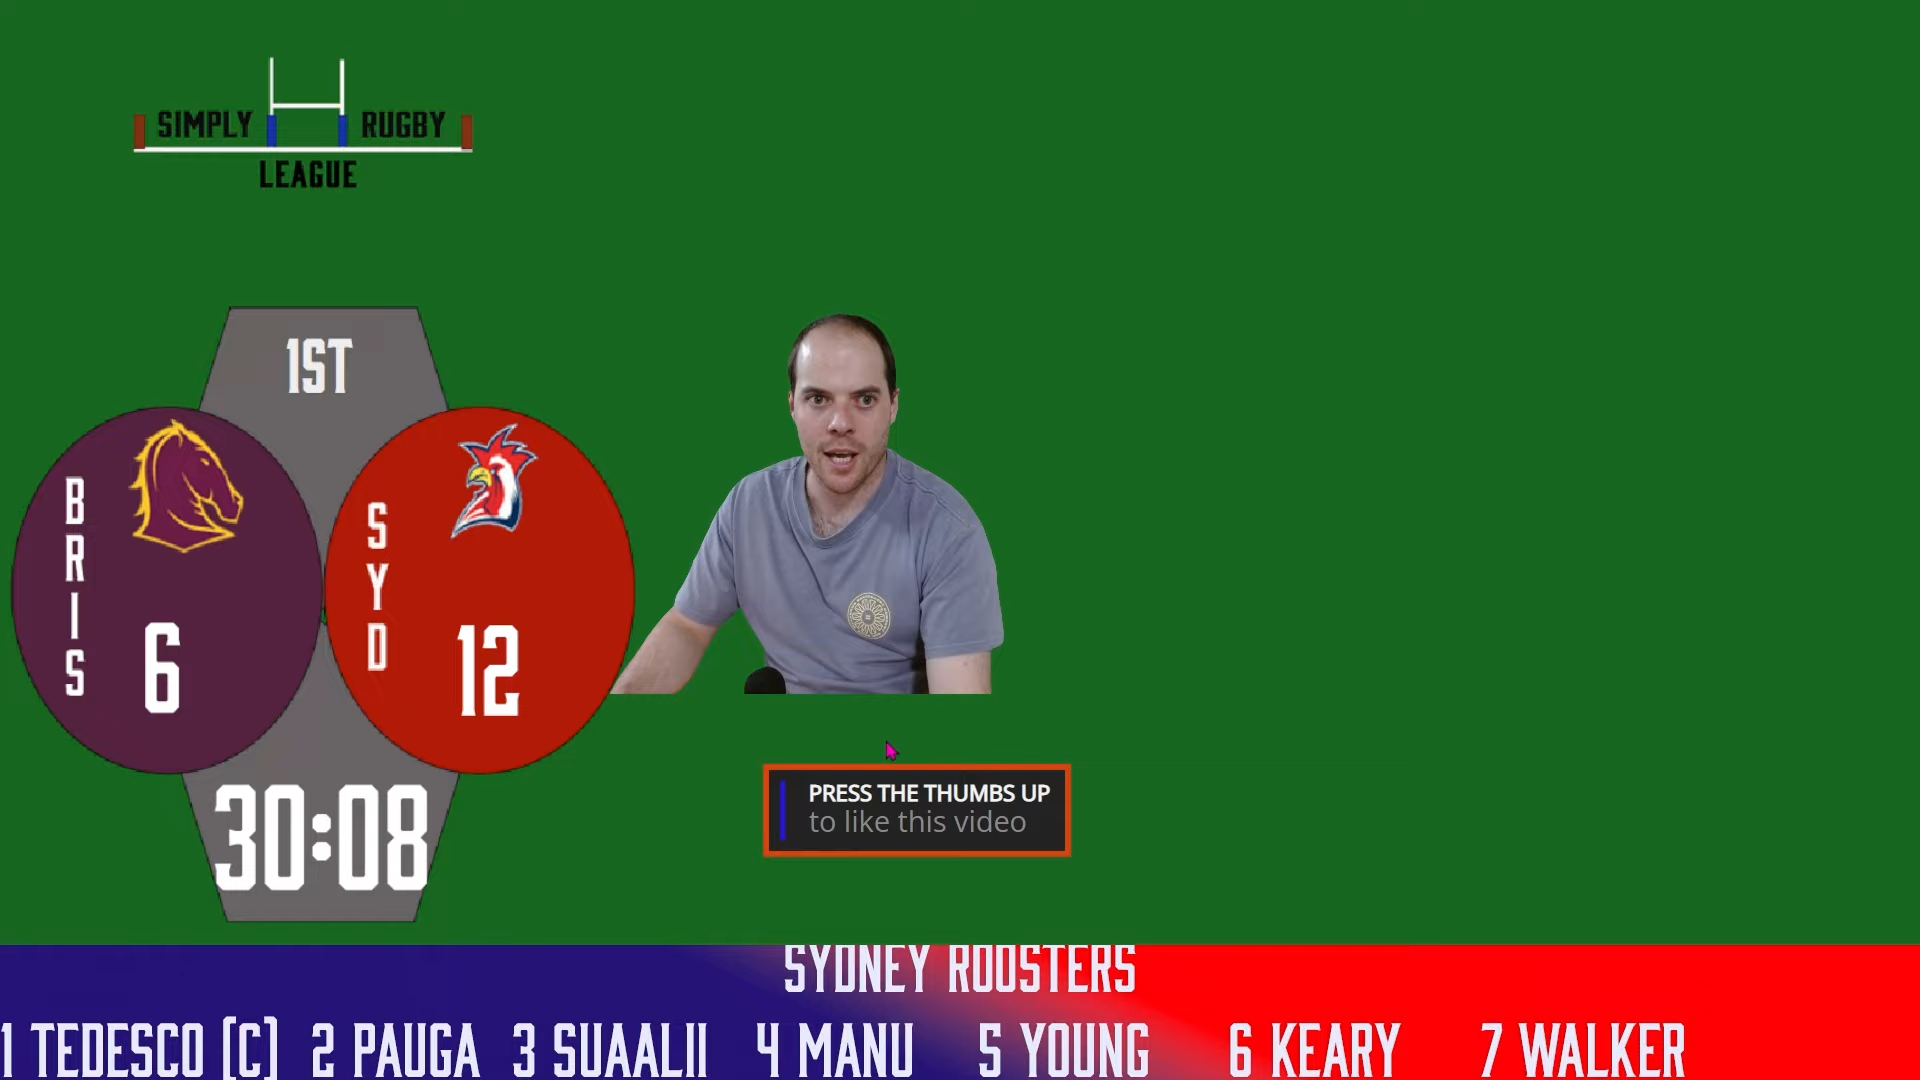 SIMPLY RUGBY
LEAGUE
1ST
BRIS
6
SYD
12
30:08
PRESS THE THUMBS UP
to like this video
SYDNEY ROOSTERS
1 TEDESCO (C) 2 PAUGA 3 SUAALII 4 MANU 5 YOUNG 6 KEARY 7 WALKER